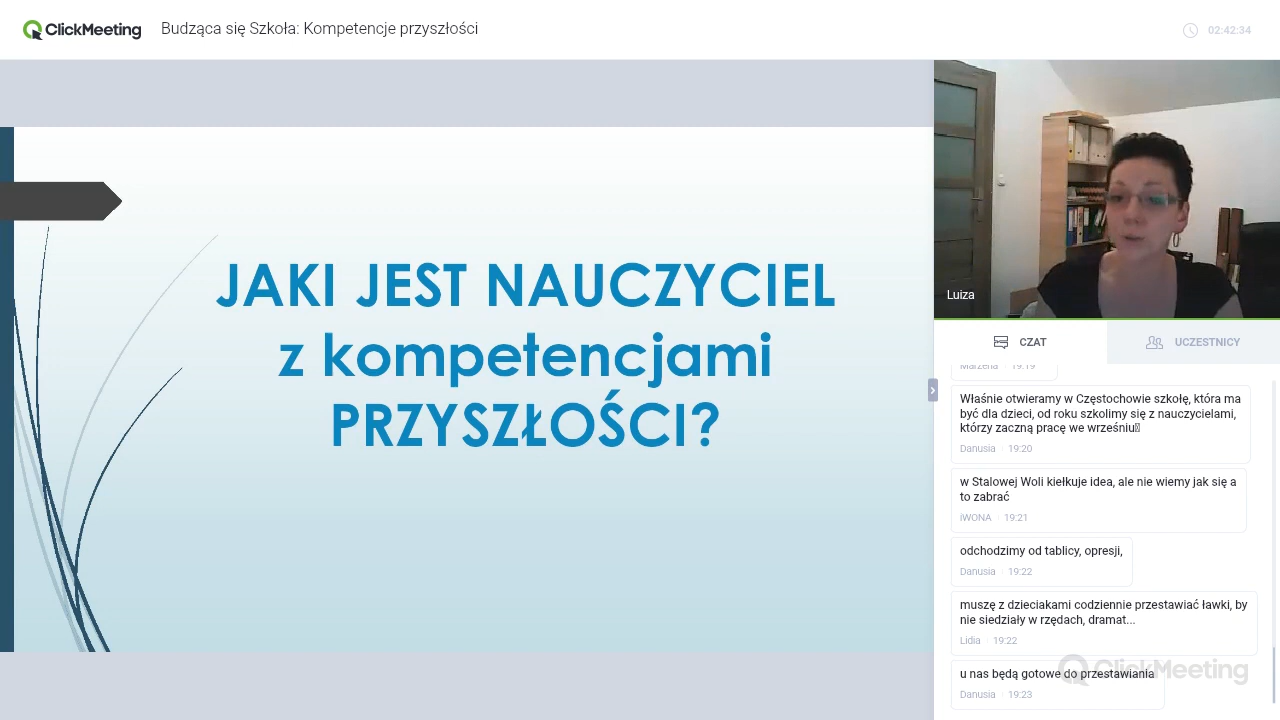 ClickMeeting
Budząca się Szkoła: Kompetencje przyszłości
02:42:34
JAKI JEST NAUCZYCIEL
z kompetencjami
PRZYSZŁOŚCI?
Luiza
CZAT
UCZESTNICY
Marzena · 19:19
Właśnie otwieramy w Częstochowie szkołę, która ma
być dla dzieci, od roku szkolimy się z nauczycielami,
którzy zaczną pracę we wrześniu
Danusia · 19:20
w Stalowej Woli kiełkuje idea, ale nie wiemy jak się a
to zabrać
iWONA · 19:21
odchodzimy od tablicy, opresji,
Danusia · 19:22
muszę z dzieciakami codziennie przestawiać ławki, by
nie siedziały w rzędach, dramat...
Lidia · 19:22
u nas będą gotowe do przestawiania
Danusia · 19:23
ClickMeeting